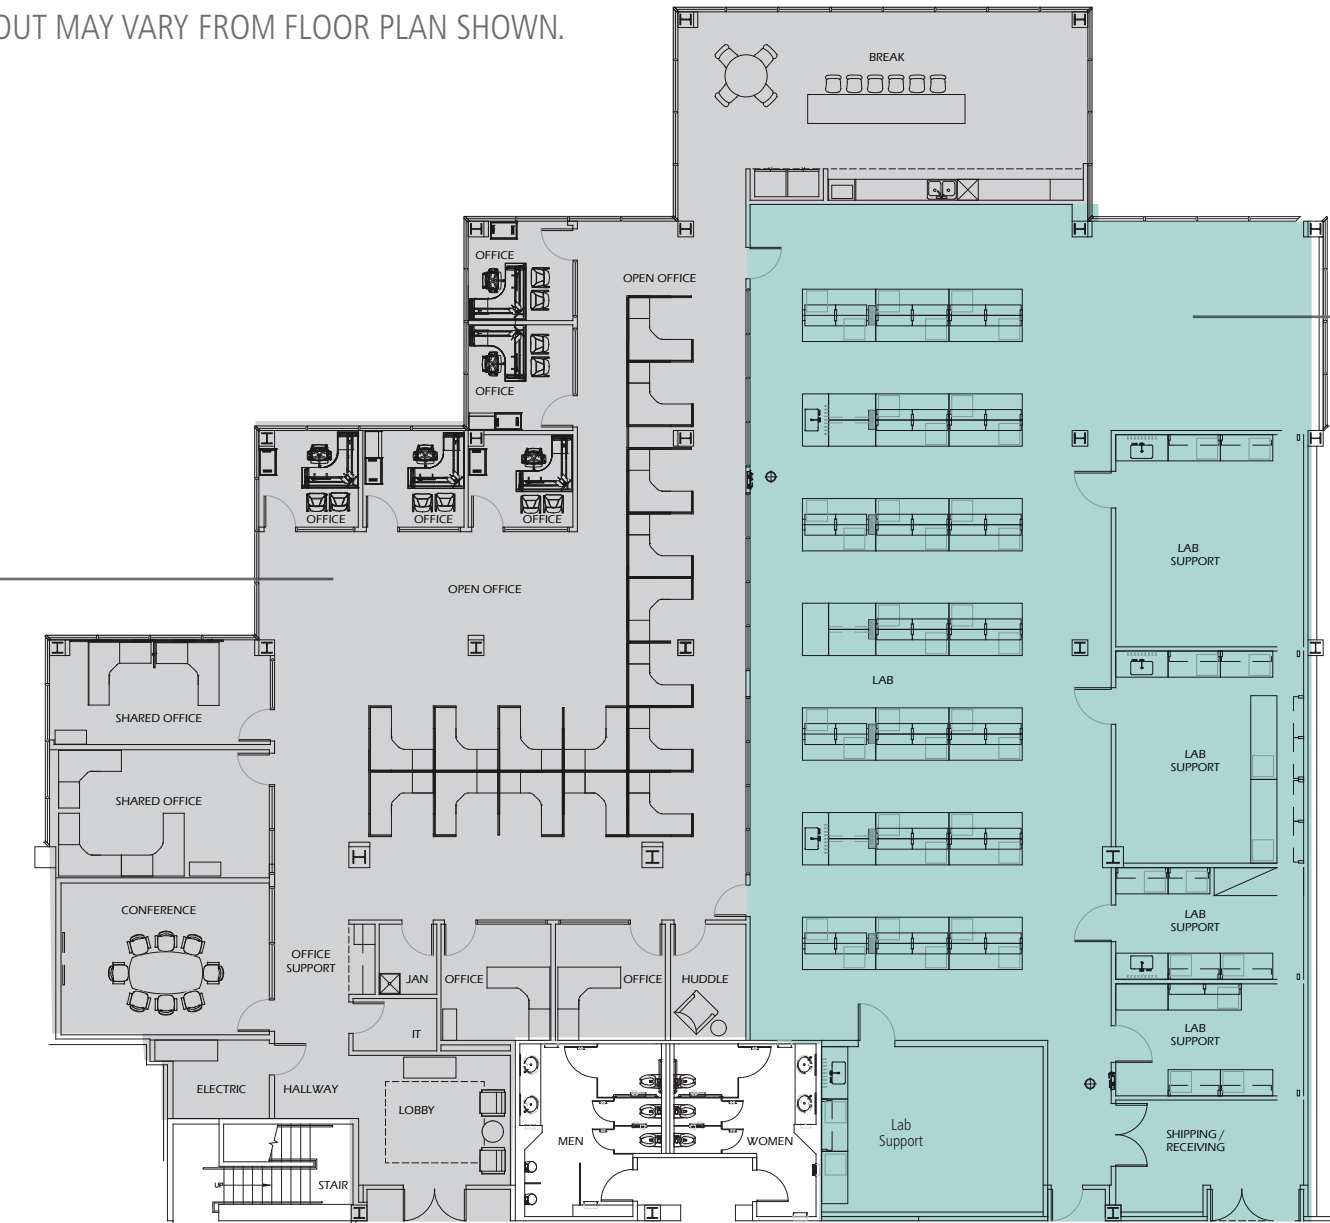 OUT MAY VARY FROM FLOOR PLAN SHOWN.
BREAK
OFFICE
OPEN OFFICE
OFFICE
OFFICE
OFFICE
OFFICE
LAB
SUPPORT
OPEN OFFICE
LAB
SHARED OFFICE
LAB
SUPPORT
SHARED OFFICE
CONFERENCE
LAB
SUPPORT
OFFICE
SUPPORT
JAN
OFFICE
OFFICE
HUDDLE
IT
LAB
SUPPORT
ELECTRIC
HALLWAY
LOBBY
MEN
WOMEN
Lab
Support
SHIPPING /
RECEIVING
UP
STAIR